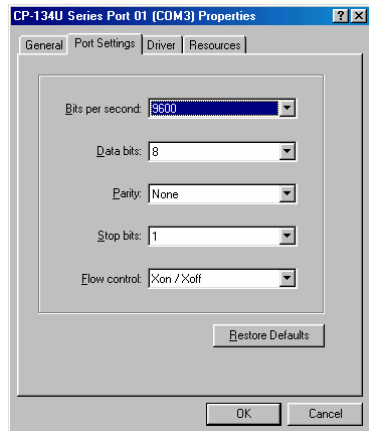 CP-134U Series Port 01 (COM3) Properties
General Port Settings Driver Resources
Bits per second: 9600
Data bits: 8
Parity: None
Stop bits: 1
Flow control: Xon / Xoff
Restore Defaults
OK Cancel